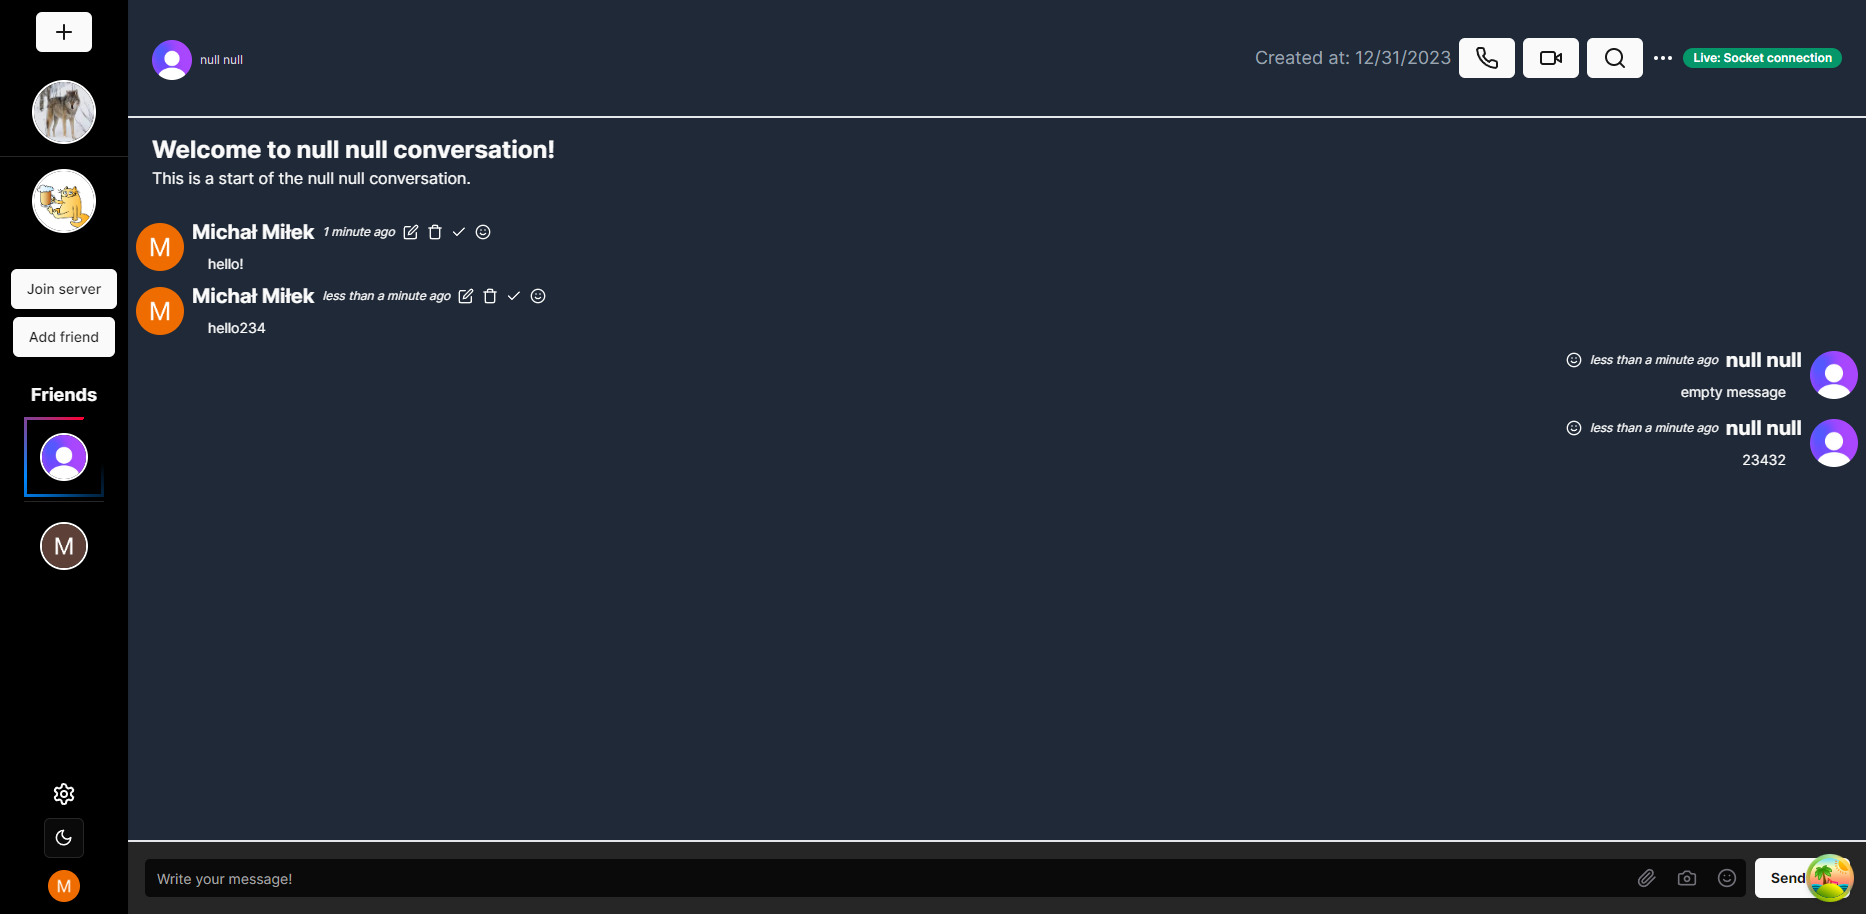 null null
Created at: 12/31/2023
Live: Socket connection
Welcome to null null conversation!
This is a start of the null null conversation.
M
Michał Miłek 1 minute ago
hello!
M
Michał Miłek less than a minute ago
hello234
less than a minute ago null null
empty message
less than a minute ago null null
23432
Join server
Add friend
Friends
M
M
Write your message!
Send